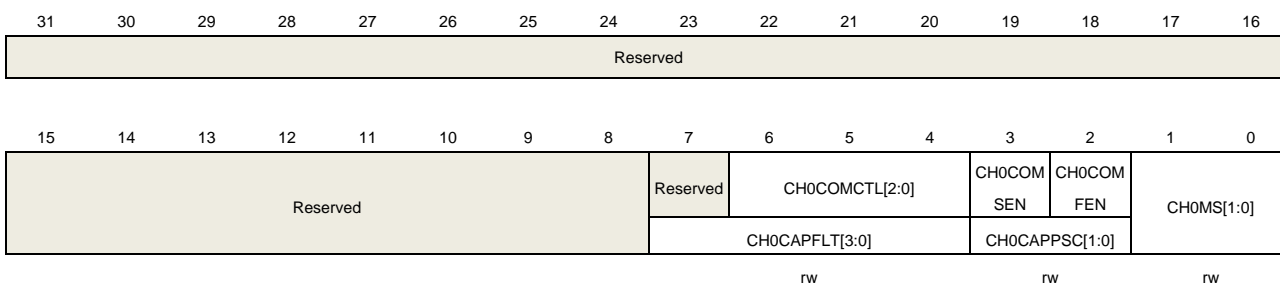 31 30 29 28 27 26 25 24 23 22 21 20 19 18 17 16
Reserved
15 14 13 12 11 10 9 8 7 6 5 4 3 2 1 0
Reserved
Reserved
CH0COMCTL[2:0]
CH0COM
SEN
CH0COM
FEN
CH0MS[1:0]
CH0CAPFLT[3:0]
CH0CAPPSC[1:0]
rw rw rw